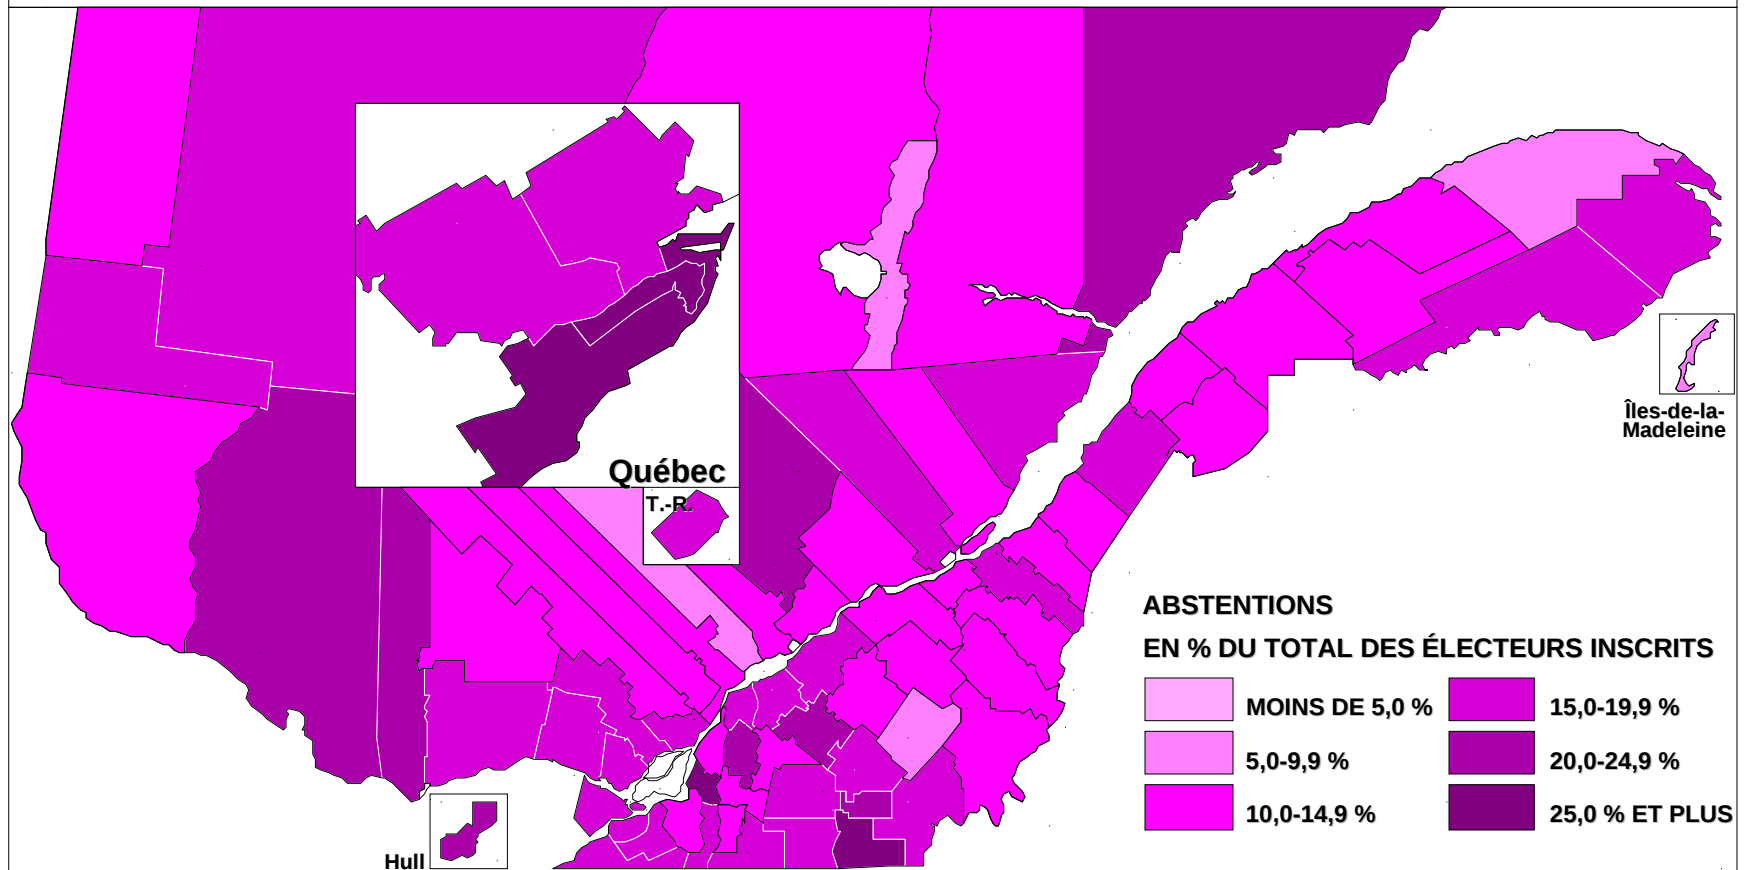 Québec
T.-R.
Îles-de-la-
Madeleine
ABSTENTIONS
EN % DU TOTAL DES ÉLECTEURS INSCRITS
MOINS DE 5,0 %
5,0-9,9 %
10,0-14,9 %
15,0-19,9 %
20,0-24,9 %
25,0 % ET PLUS
Hull